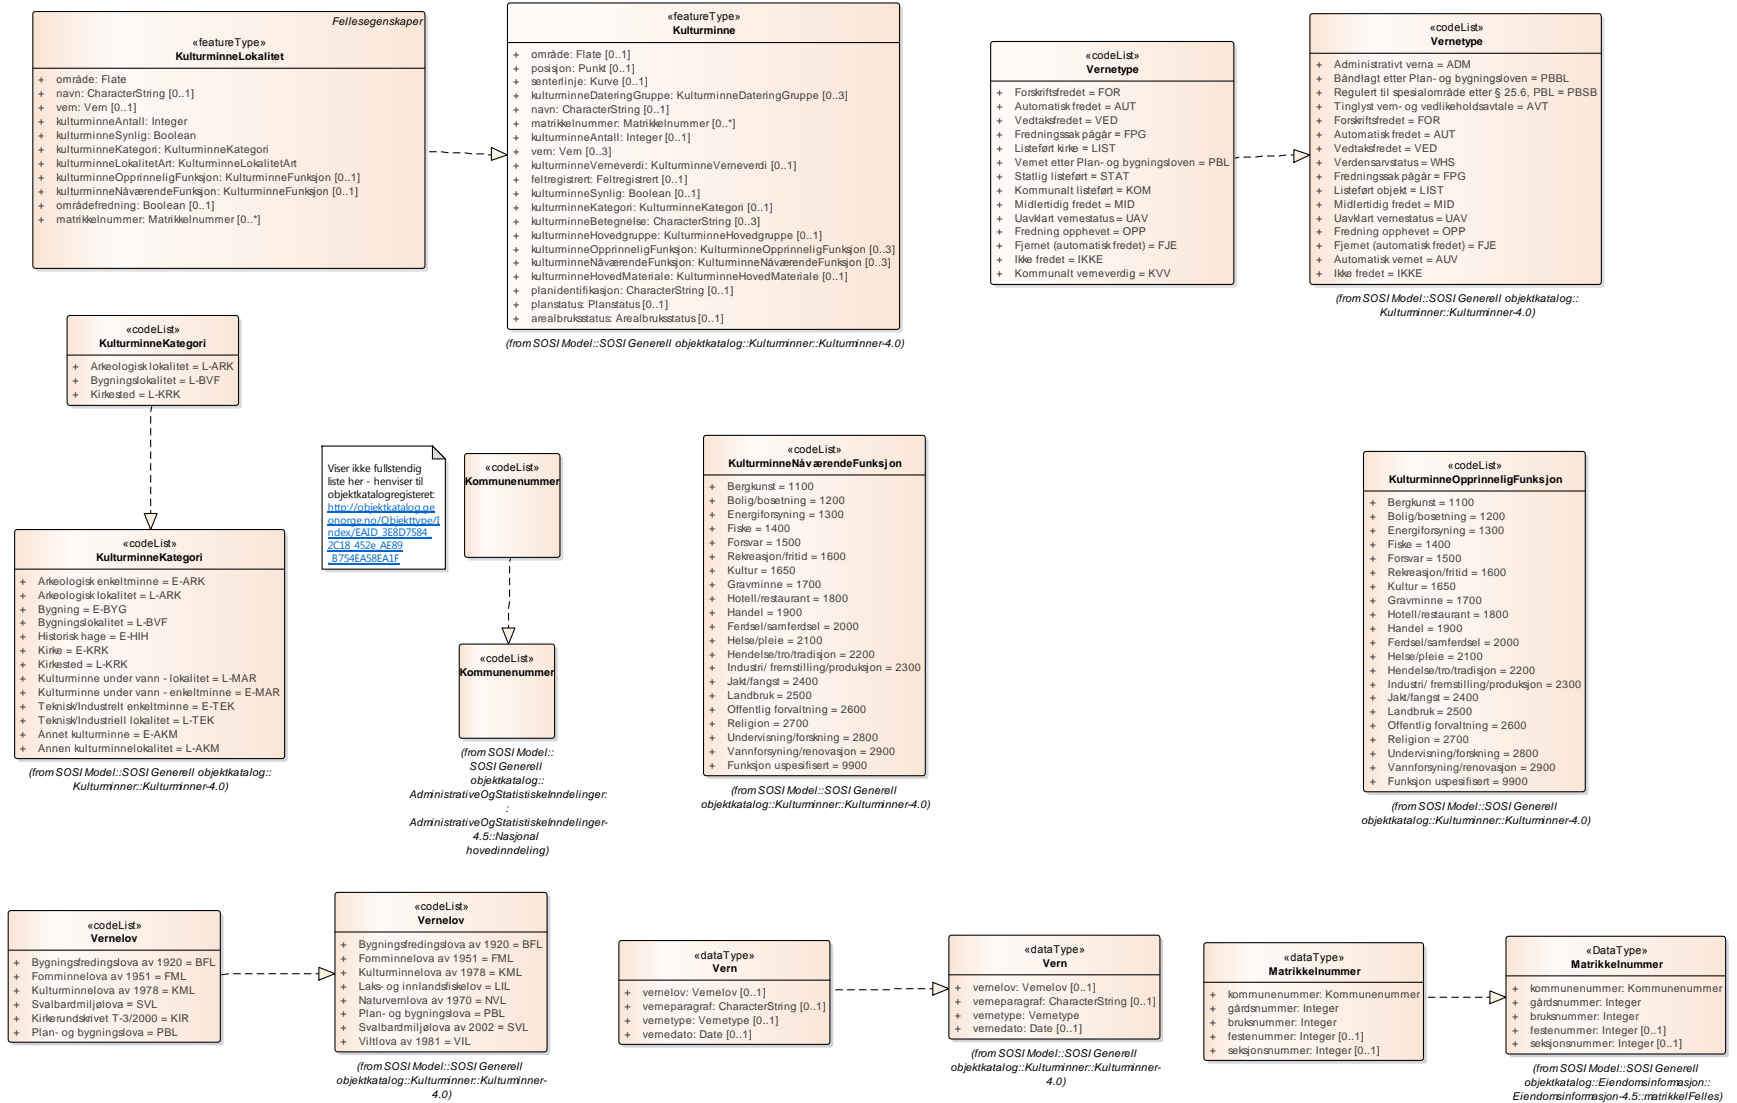 Fellesegenskaper
«featureType»
KulturminneLokalitet
+ område: Flate
+ navn: CharacterString [0..1]
+ vern: Vern [0..1]
+ kulturminneAntall: Integer
+ kulturminneSynlig: Boolean
+ kulturminneKategori: KulturminneKategori
+ kulturminneLokalitetArt: KulturminneLokalitetArt
+ kulturminneOpprinneligFunksjon: KulturminneFunksjon [0..1]
+ kulturminneNåværendeFunksjon: KulturminneFunksjon [0..1]
+ områdefredning: Boolean [0..1]
+ matrikkelnummer: Matrikkelnummer [0..*]
«featureType»
Kulturminne
+ område: Flate [0..1]
+ posisjon: Punkt [0..1]
+ senterlinje: Kurve [0..1]
+ kulturminneDateringGruppe: KulturminneDateringGruppe [0..3]
+ navn: CharacterString [0..1]
+ matrikkelnummer: Matrikkelnummer [0..*]
+ kulturminneAntall: Integer [0..1]
+ vern: Vern [0..3]
+ kulturminneVerneverdi: KulturminneVerneverdi [0..1]
+ feltregistrert: Feltregistrert [0..1]
+ kulturminneSynlig: Boolean [0..1]
+ kulturminneKategori: KulturminneKategori [0..1]
+ kulturminneBetegnelse: CharacterString [0..3]
+ kulturminneHovedgruppe: KulturminneHovedgruppe [0..1]
+ kulturminneOpprinneligFunksjon: KulturminneOpprinneligFunksjon [0..3]
+ kulturminneNåværendeFunksjon: KulturminneNåværendeFunksjon [0..3]
+ kulturminneHovedMateriale: KulturminneHovedMateriale [0..1]
+ planidentifikasjon: CharacterString [0..1]
+ planstatus: Planstatus [0..1]
+ arealbruksstatus: Arealbruksstatus [0..1]
(from SOSI Model::SOSI Generell objektkatalog::Kulturminner::Kulturminner-4.0)
«codeList»
Vernetype
+ Forskriftsfredet = FOR
+ Automatisk fredet = AUT
+ Vedtaksfredet = VED
+ Fredningssak pågår = FPG
+ Listeført kirke = LIST
+ Vernet etter Plan- og bygningsloven = PBL
+ Statlig listeført = STAT
+ Kommunalt listeført = KOM
+ Midlertidig fredet = MID
+ Uavklart vernestatus = UAV
+ Fredning opphevet = OPP
+ Fjernet (automatisk fredet) = FJE
+ Ikke fredet = IKKE
+ Kommunalt verneverdig = KVV
«codeList»
Vernetype
+ Administrativt verna = ADM
+ Båndlagt etter Plan- og bygningsloven = PBBL
+ Regulert til spesialområde etter § 25.6, PBL = PBSB
+ Tinglyst vern- og vedlikeholdsavtale = AVT
+ Forskriftsfredet = FOR
+ Automatisk fredet = AUT
+ Vedtaksfredet = VED
+ Verdensarvstatus = WHS
+ Fredningssak pågår = FPG
+ Listeført objekt = LIST
+ Midlertidig fredet = MID
+ Uavklart vernestatus = UAV
+ Fredning opphevet = OPP
+ Fjernet (automatisk fredet) = FJE
+ Automatisk vernet = AUV
+ Ikke fredet = IKKE
(from SOSI Model::SOSI Generell objektkatalog::
Kulturminner::Kulturminner-4.0)
«codeList»
KulturminneKategori
+ Arkeologisk lokalitet = L-ARK
+ Bygningslokalitet = L-BVF
+ Kirkested = L-KRK
«codeList»
KulturminneKategori
+ Arkeologisk enkeltminne = E-ARK
+ Arkeologisk lokalitet = L-ARK
+ Bygning = E-BYG
+ Bygningslokalitet = L-BVF
+ Historisk hage = E-HIH
+ Kirke = E-KRK
+ Kirkested = L-KRK
+ Kulturminne under vann - lokalitet = L-MAR
+ Kulturminne under vann - enkeltminne = E-MAR
+ Teknisk/Industrelt enkeltminne = E-TEK
+ Teknisk/Industriell lokalitet = L-TEK
+ Annet kulturminne = E-AKM
+ Annen kulturminnelokalitet = L-AKM
(from SOSI Model::SOSI Generell objektkatalog::
Kulturminner::Kulturminner-4.0)
Viser ikke fullstendig
liste her - henviser til
objektkatalogregisteret:
http://objektkatalog.ge
onorge.no/Objekttype/I
ndex/EAID_3E8D7584_
2C18_452e_AE89
_B754EA58EA1F
«codeList»
Kommunenummer
«codeList»
Kommunenummer
(from SOSI Model::
SOSI Generell
objektkatalog::
AdministrativeOgStatistiskeInndelinger:
:
AdministrativeOgStatistiskeInndelinger-
4.5::Nasjonal
hovedinndeling)
«codeList»
KulturminneNåværendeFunksjon
+ Bergkunst = 1100
+ Bolig/bosetning = 1200
+ Energiforsyning = 1300
+ Fiske = 1400
+ Forsvar = 1500
+ Rekreasjon/fritid = 1600
+ Kultur = 1650
+ Gravminne = 1700
+ Hotell/restaurant = 1800
+ Handel = 1900
+ Ferdsel/samferdsel = 2000
+ Helse/pleie = 2100
+ Hendelse/tro/tradisjon = 2200
+ Industri/ fremstilling/produksjon = 2300
+ Jakt/fangst = 2400
+ Landbruk = 2500
+ Offentlig forvaltning = 2600
+ Religion = 2700
+ Undervisning/forskning = 2800
+ Vannforsyning/renovasjon = 2900
+ Funksjon uspesifisert = 9900
(from SOSI Model::SOSI Generell
objektkatalog::Kulturminner::Kulturminner-4.0)
«codeList»
KulturminneOpprinneligFunksjon
+ Bergkunst = 1100
+ Bolig/bosetning = 1200
+ Energiforsyning = 1300
+ Fiske = 1400
+ Forsvar = 1500
+ Rekreasjon/fritid = 1600
+ Kultur = 1650
+ Gravminne = 1700
+ Hotell/restaurant = 1800
+ Handel = 1900
+ Ferdsel/samferdsel = 2000
+ Helse/pleie = 2100
+ Hendelse/tro/tradisjon = 2200
+ Industri/ fremstilling/produksjon = 2300
+ Jakt/fangst = 2400
+ Landbruk = 2500
+ Offentlig forvaltning = 2600
+ Religion = 2700
+ Undervisning/forskning = 2800
+ Vannforsyning/renovasjon = 2900
+ Funksjon uspesifisert = 9900
(from SOSI Model::SOSI Generell
objektkatalog::Kulturminner::Kulturminner-4.0)
«codeList»
Vernelov
+ Bygningsfredingslova av 1920 = BFL
+ Fornminnelova av 1951 = FML
+ Kulturminnelova av 1978 = KML
+ Svalbardmiljølova = SVL
+ Kirkerundskrivet T-3/2000 = KIR
+ Plan- og bygningslova = PBL
«codeList»
Vernelov
+ Bygningsfredingslova av 1920 = BFL
+ Fornminnelova av 1951 = FML
+ Kulturminnelova av 1978 = KML
+ Laks- og innlandsfiskelov = LIL
+ Naturvernlova av 1970 = NVL
+ Plan- og bygningslova = PBL
+ Svalbardmiljølova av 2002 = SVL
+ Viltlova av 1981 = VIL
(from SOSI Model::SOSI Generell
objektkatalog::Kulturminner::Kulturminner-
4.0)
«dataType»
Vern
+ vernelov: Vernelov [0..1]
+ verneparagraf: CharacterString [0..1]
+ vernetype: Vernetype [0..1]
+ vernedato: Date [0..1]
«dataType»
Vern
+ vernelov: Vernelov [0..1]
+ verneparagraf: CharacterString [0..1]
+ vernetype: Vernetype
+ vernedato: Date [0..1]
(from SOSI Model::SOSI Generell
objektkatalog::Kulturminner::Kulturminner-
4.0)
«dataType»
Matrikkelnummer
+ kommunenummer: Kommunenummer
+ gårdsnummer: Integer
+ bruksnummer: Integer
+ festenummer: Integer [0..1]
+ seksjonsnummer: Integer [0..1]
«DataType»
Matrikkelnummer
+ kommunenummer: Kommunenummer
+ gårdsnummer: Integer
+ bruksnummer: Integer
+ festenummer: Integer [0..1]
+ seksjonsnummer: Integer [0..1]
(from SOSI Model::SOSI Generell
objektkatalog::Eiendomsinformasjon::
Eiendomsinformasjon-4.5::matrikkelFelles)